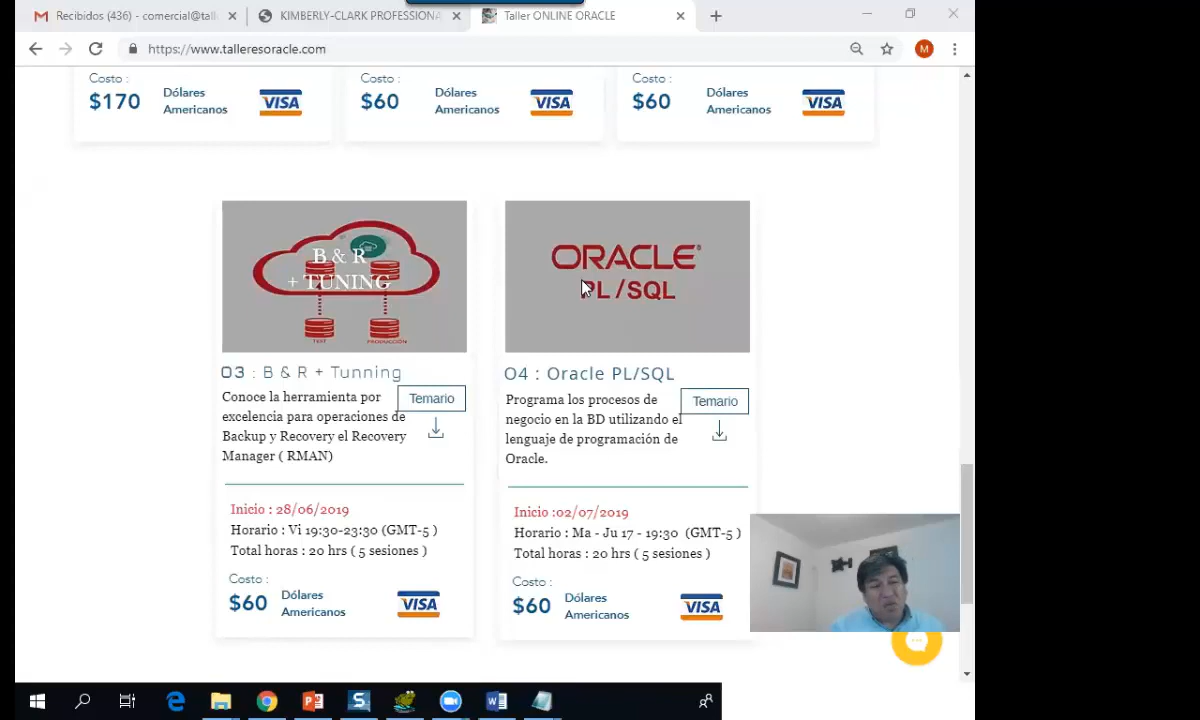 Recibidos (436) - comercial@tall
KIMBERLY-CLARK PROFESSIONA
Taller ONLINE ORACLE
https://www.talleresoracle.com
M
Costo :
$170
Dólares
Americanos
VISA
Costo :
$60
Dólares
Americanos
VISA
Costo :
$60
Dólares
Americanos
VISA
B & R
+ TUNING
TEST
PRODUCCIÓN
03 : B & R + Tunning
Conoce la herramienta por
excelencia para operaciones de
Backup y Recovery el Recovery
Manager ( RMAN)
Temario
Inicio : 28/06/2019
Horario : Vi 19:30-23:30 (GMT-5 )
Total horas : 20 hrs ( 5 sesiones )
Costo :
$60
Dólares
Americanos
VISA
ORACLE®
PL/SQL
04 : Oracle PL/SQL
Programa los procesos de
negocio en la BD utilizando el
lenguaje de programación de
Oracle.
Temario
Inicio :02/07/2019
Horario : Ma - Ju 17 - 19:30 (GMT-5 )
Total horas : 20 hrs ( 5 sesiones )
Costo :
$60
Dólares
Americanos
VISA